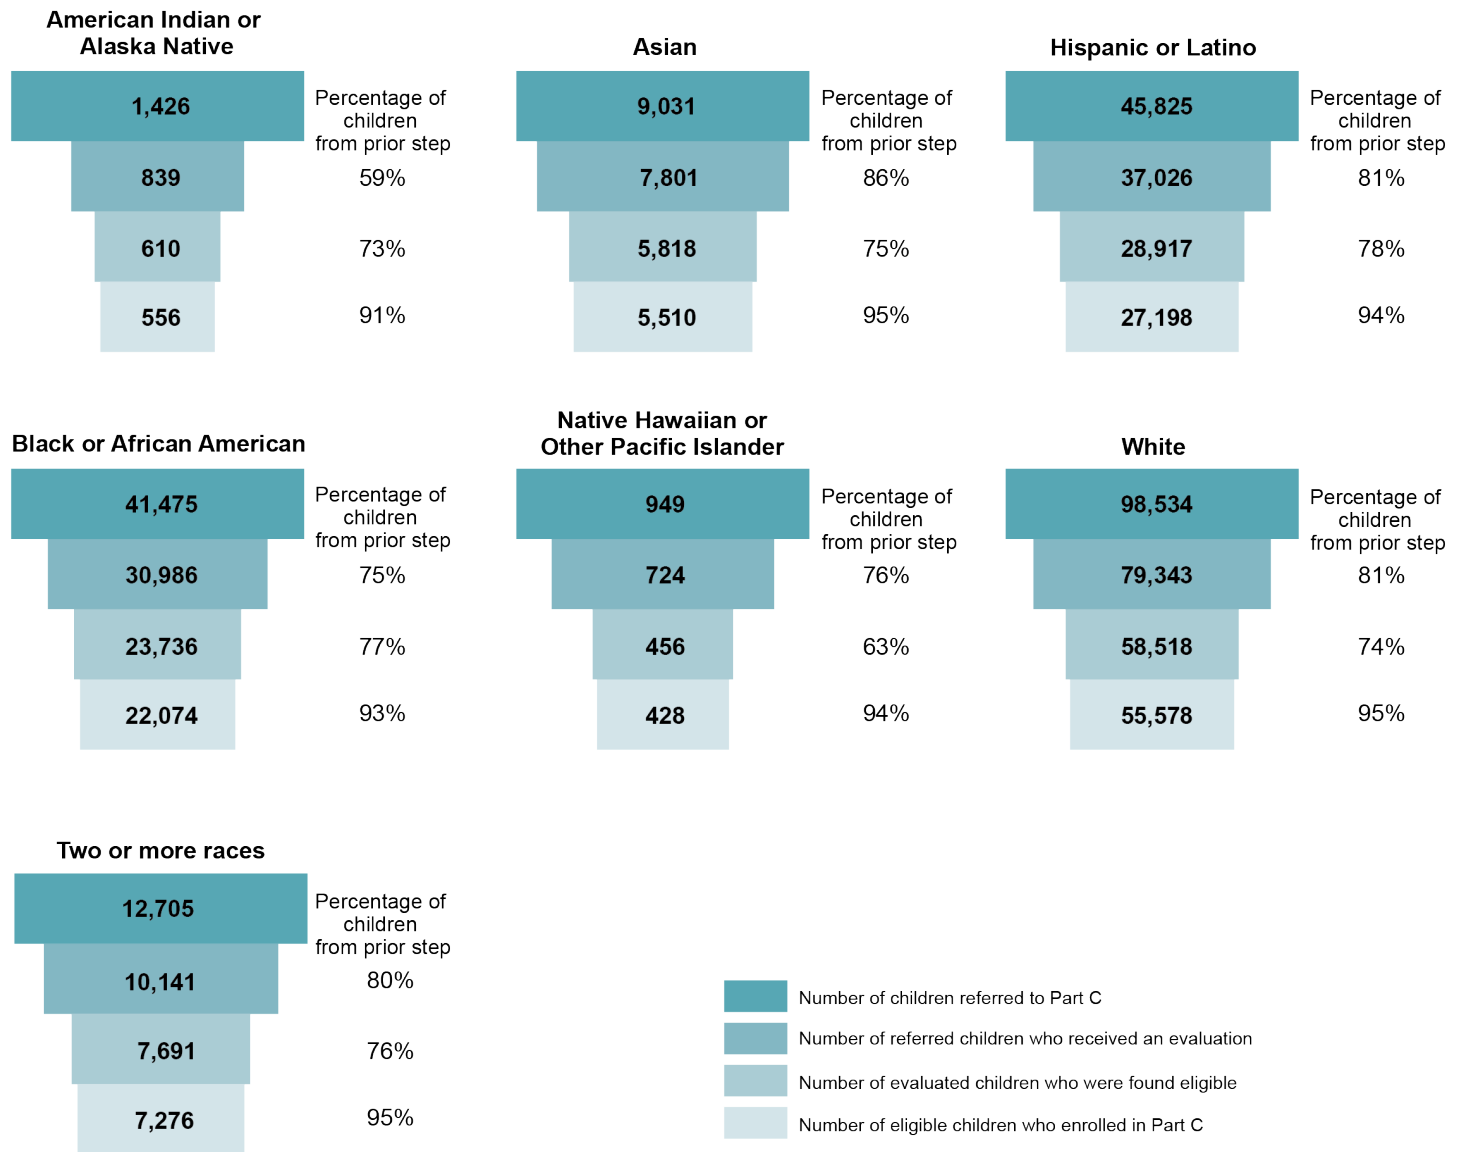 American Indian or
Alaska Native
1,426
Percentage of
children
from prior step
839
59%
610
73%
556
91%
Asian
9,031
Percentage of
children
from prior step
7,801
86%
5,818
75%
5,510
95%
Hispanic or Latino
45,825
Percentage of
children
from prior step
37,026
81%
28,917
78%
27,198
94%
Black or African American
41,475
Percentage of
children
from prior step
30,986
75%
23,736
77%
22,074
93%
Native Hawaiian or
Other Pacific Islander
949
Percentage of
children
from prior step
724
76%
456
63%
428
94%
White
98,534
Percentage of
children
from prior step
79,343
81%
58,518
74%
55,578
95%
Two or more races
12,705
Percentage of
children
from prior step
10,141
80%
7,691
76%
7,276
95%
Number of children referred to Part C
Number of referred children who received an evaluation
Number of evaluated children who were found eligible
Number of eligible children who enrolled in Part C